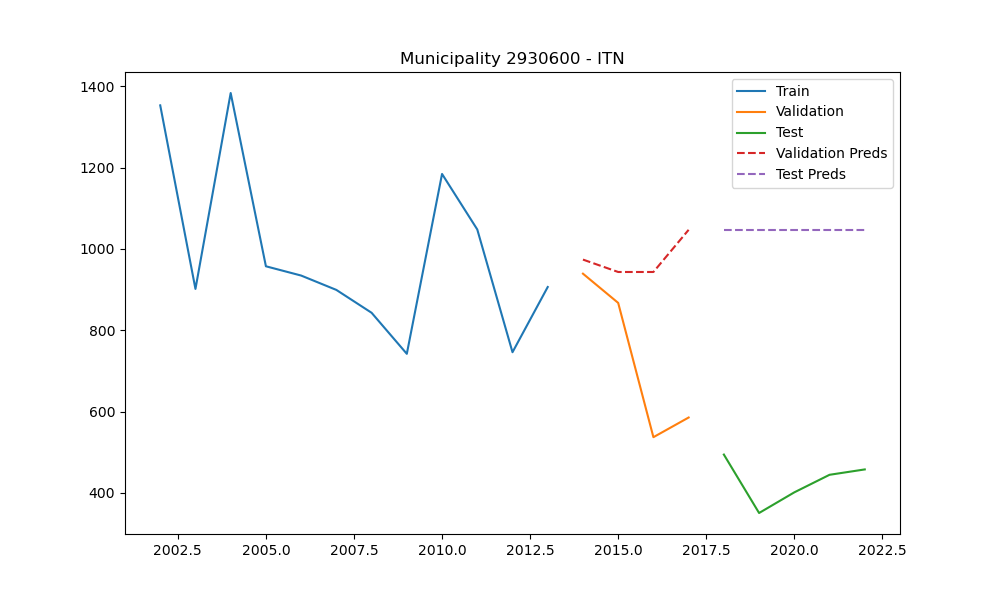 Municipality 2930600 - ITN
1400
1200
1000
800
600
400
Train
Validation
Test
Validation Preds
Test Preds
2002.5 2005.0 2007.5 2010.0 2012.5 2015.0 2017.5 2020.0 2022.5